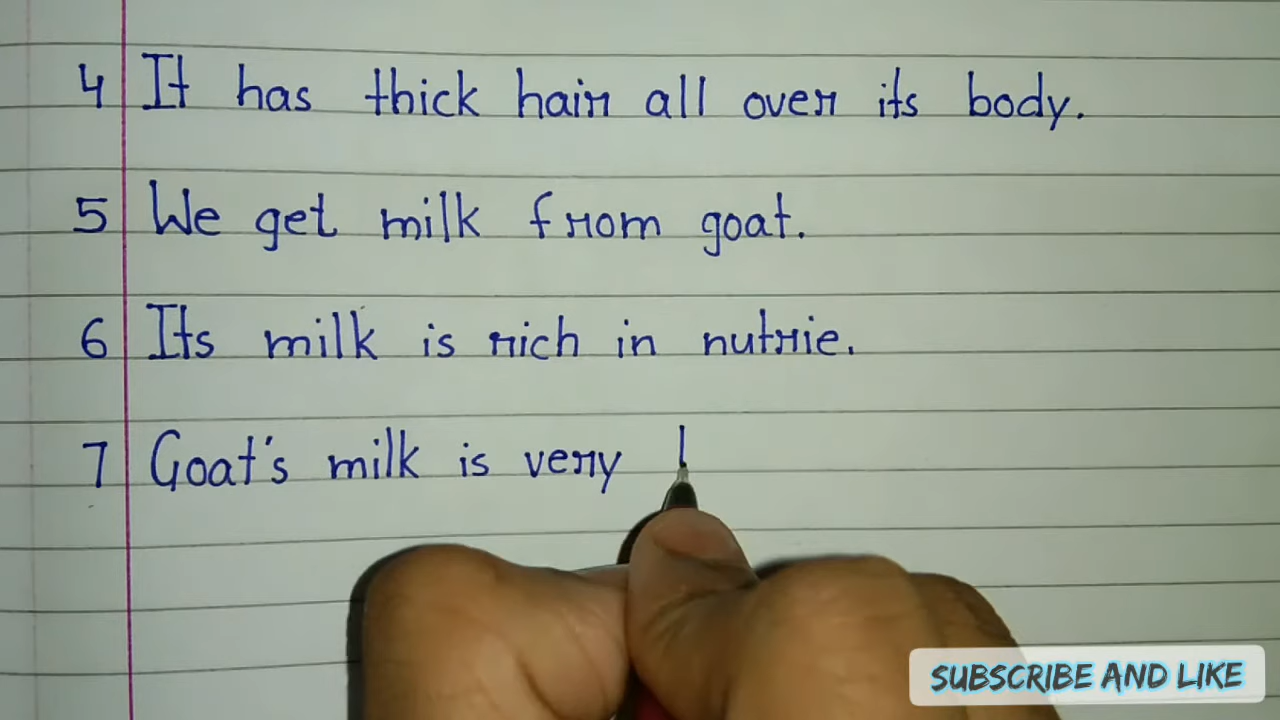 4 It has thick hair all over its body.
5 We get milk from goat.
6 Its milk is rich in nutrie.
7 Goat's milk is very
SUBSCRIBE AND LIKE